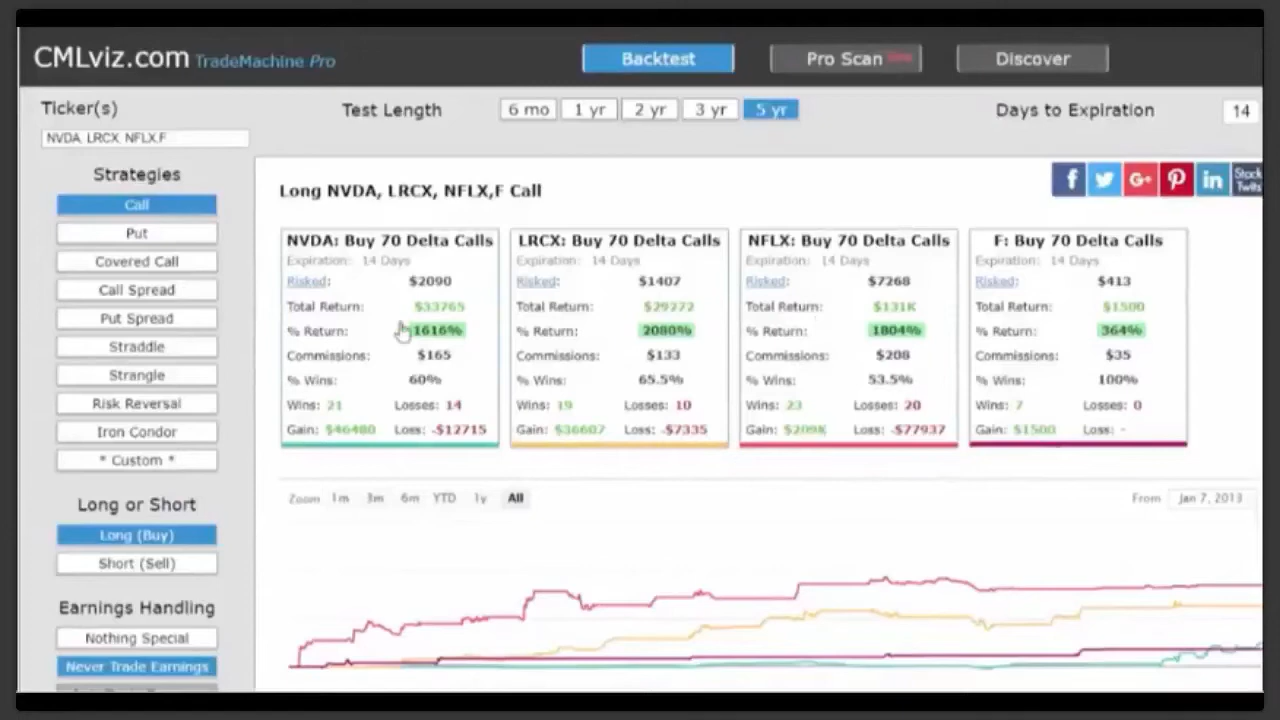 CMLviz.com TradeMachine Pro
Backtest
Pro Scan
Discover
Ticker(s)
Test Length
6 mo
1 yr
2 yr
3 yr
5 yr
Days to Expiration
14
NVDA, LRCX, NFLX,F
Strategies
Call
Put
Covered Call
Call Spread
Put Spread
Straddle
Strangle
Risk Reversal
Iron Condor
* Custom *
Long or Short
Long (Buy)
Short (Sell)
Earnings Handling
Nothing Special
Never Trade Earnings
Stock
Twits
Long NVDA, LRCX, NFLX,F Call
NVDA: Buy 70 Delta Calls
Expiration: 14 Days
Risked: $2090
Total Return: $33765
% Return: 1616%
Commissions: $165
% Wins: 60%
Wins: 21 Losses: 14
Gain: $46480 Loss: -$12715
LRCX: Buy 70 Delta Calls
Expiration: 14 Days
Risked: $1407
Total Return: $29272
% Return: 2080%
Commissions: $133
% Wins: 65.5%
Wins: 19 Losses: 10
Gain: $36607 Loss: -$7335
NFLX: Buy 70 Delta Calls
Expiration: 14 Days
Risked: $7268
Total Return: $131K
% Return: 1804%
Commissions: $208
% Wins: 53.5%
Wins: 23 Losses: 20
Gain: $209K Loss: -$77937
F: Buy 70 Delta Calls
Expiration: 14 Days
Risked: $413
Total Return: $1500
% Return: 364%
Commissions: $35
% Wins: 100%
Wins: 7 Losses: 0
Gain: $1500 Loss: -
Zoom 1m 3m 6m YTD 1y All
From Jan 7, 2013